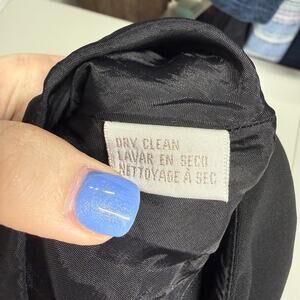 DRY CLEAN
LAVAR EN SECO
NETTOYAGE À SEC